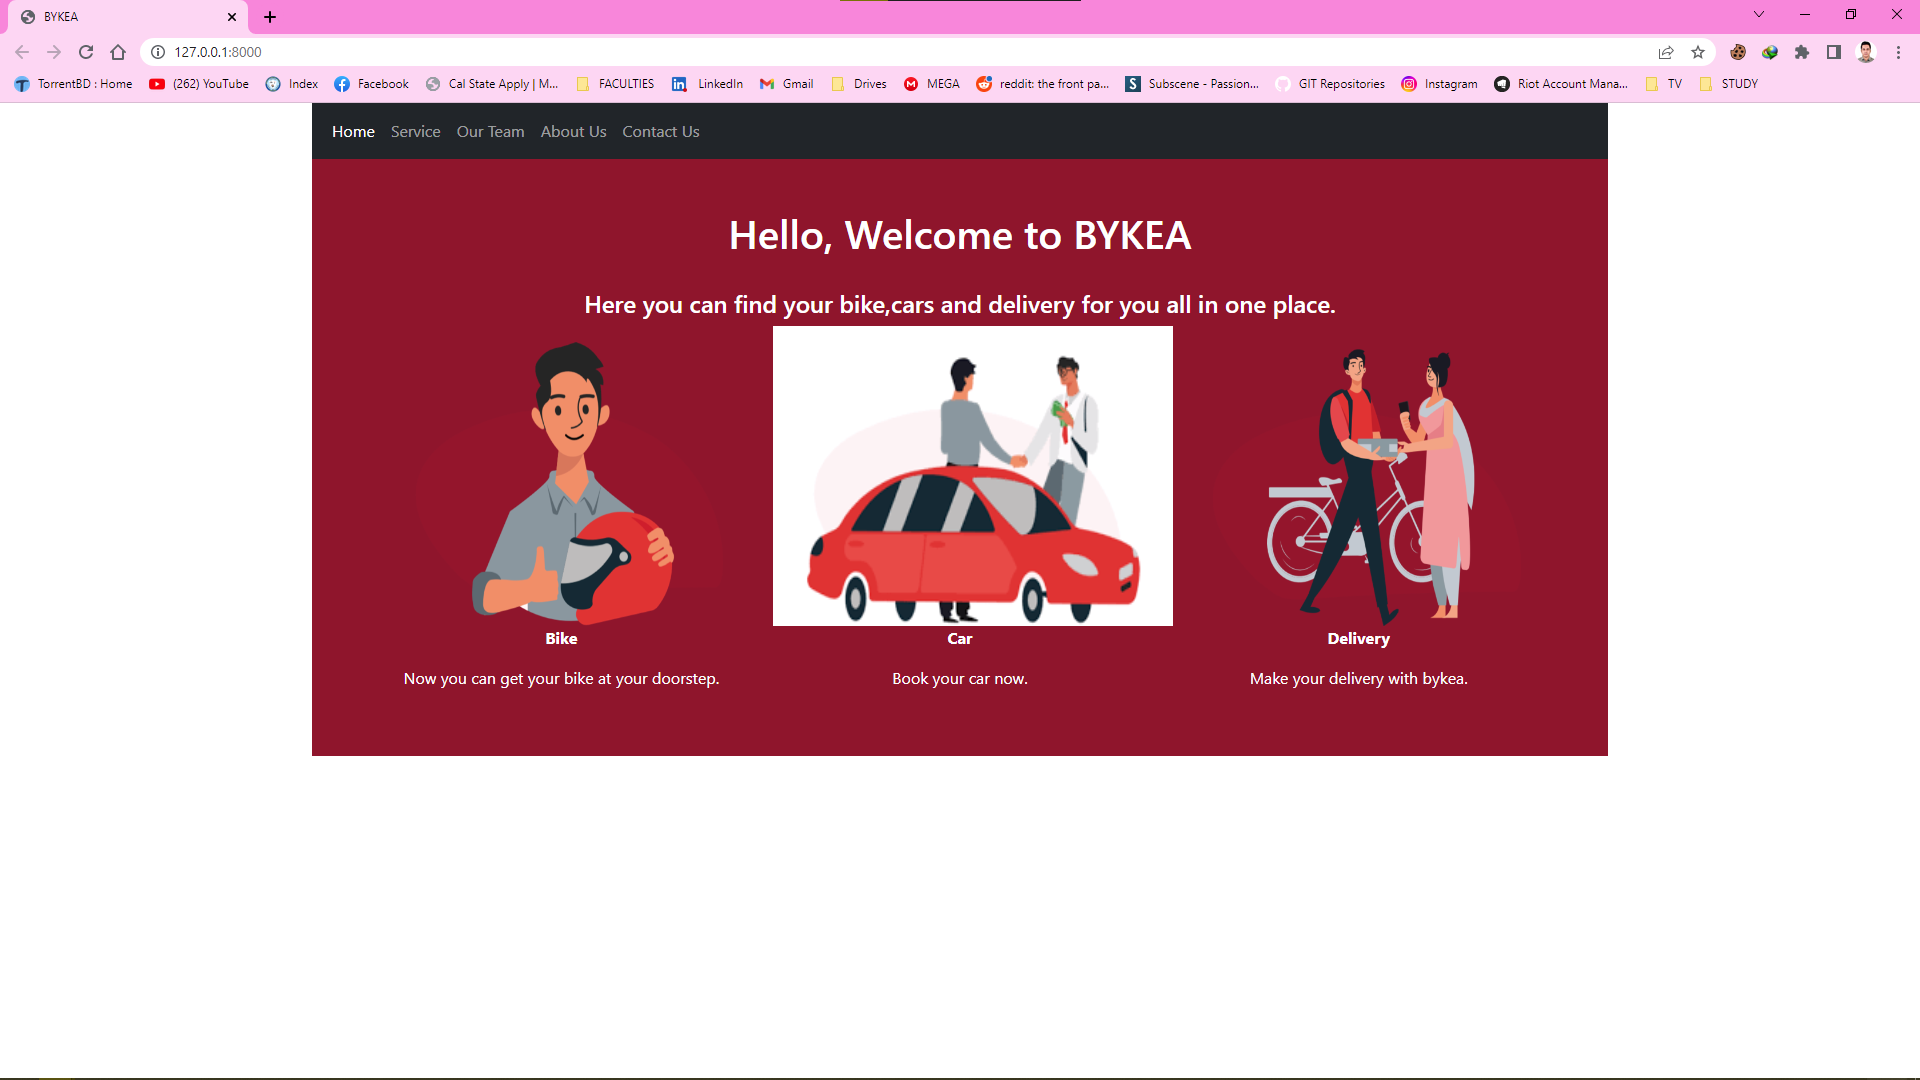 BYKEA
127.0.0.1:8000
TorrentBD : Home (262) YouTube Index Facebook Cal State Apply | M... FACULTIES LinkedIn Gmail Drives MEGA reddit: the front pa... Subscene - Passion... GIT Repositories Instagram Riot Account Mana... TV STUDY
Home Service Our Team About Us Contact Us
Hello, Welcome to BYKEA
Here you can find your bike,cars and delivery for you all in one place.
Bike
Now you can get your bike at your doorstep.
Car
Book your car now.
Delivery
Make your delivery with bykea.